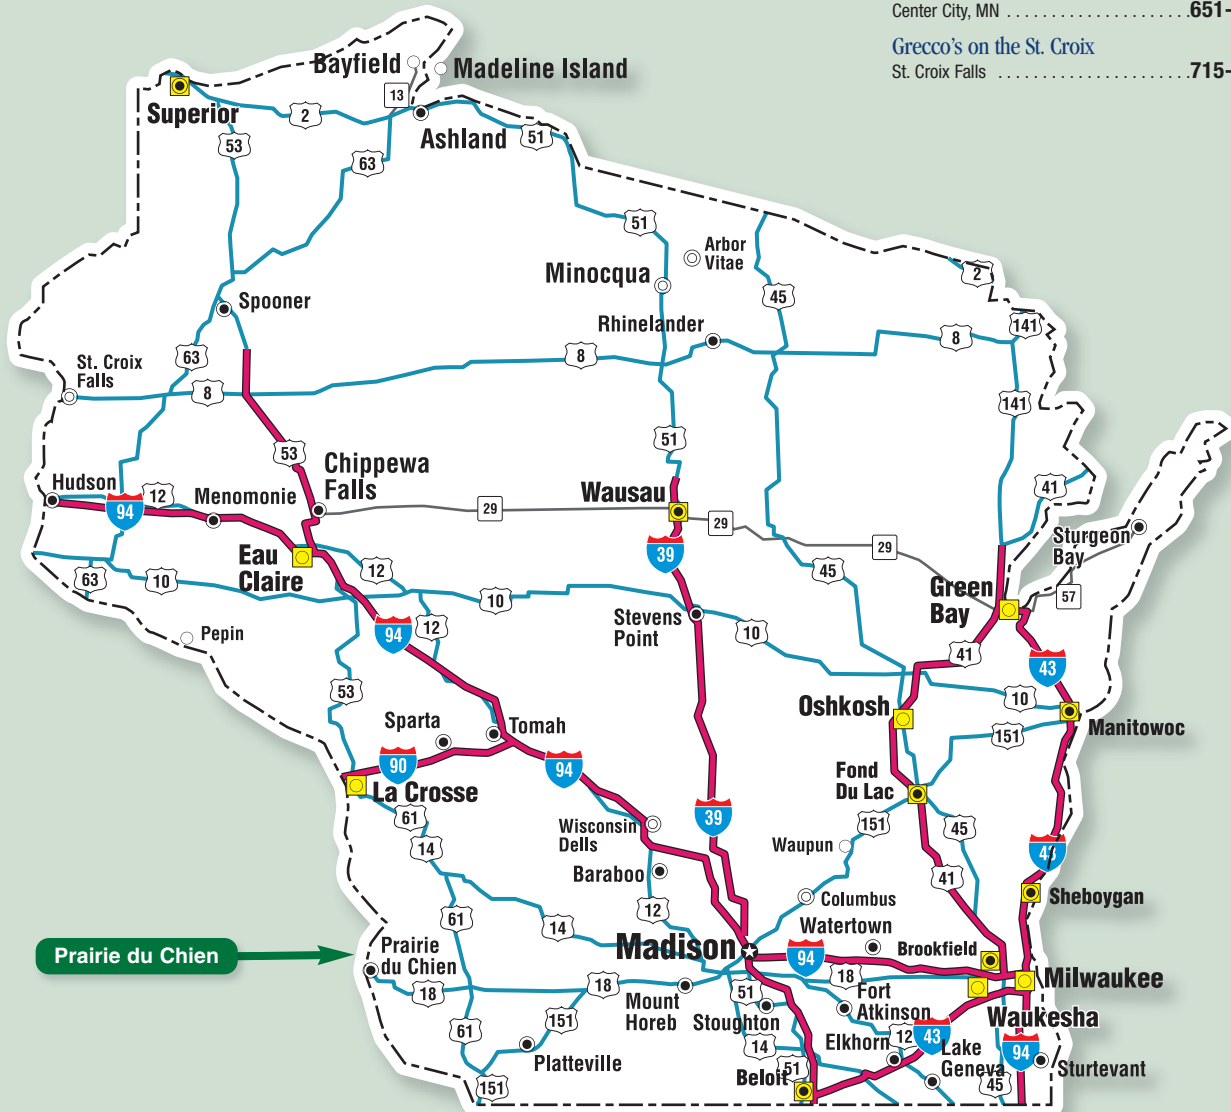 Center City, MN . . . . . . . . . . . . . . . . . . . . . 651-
Grecco's on the St. Croix
St. Croix Falls . . . . . . . . . . . . . . . . . . . . . . 715-
Bayfield
Madeline Island
13
Superior
2
Ashland
51
53
63
51
Arbor
Vitae
2
Minocqua
45
Spooner
Rhinelander
141
8
8
63
St. Croix
Falls
8
141
51
53
Chippewa
Falls
Hudson
12
Menomonie
94
Wausau
41
29
29
29
Sturgeon
Bay
39
Eau
Claire
12
45
63
10
10
Green
Bay
57
Stevens
Point
12
10
94
Pepin
41
43
53
10
Oshkosh
Sparta
Tomah
Manitowoc
151
90
94
Fond
Du Lac
La Crosse
61
39
Wisconsin
Dells
151
45
14
Waupun
43
Baraboo
41
Columbus
Sheboygan
61
12
14
Watertown
Prairie du Chien
Prairie
du Chien
Madison
94
Brookfield
18
18
18
Milwaukee
Mount
Horeb
51
Fort
Atkinson
Waukesha
151
Stoughton
61
14
Elkhorn
12
43
Lake
Geneva
94
Platteville
51
Sturtevant
Beloit
151
45